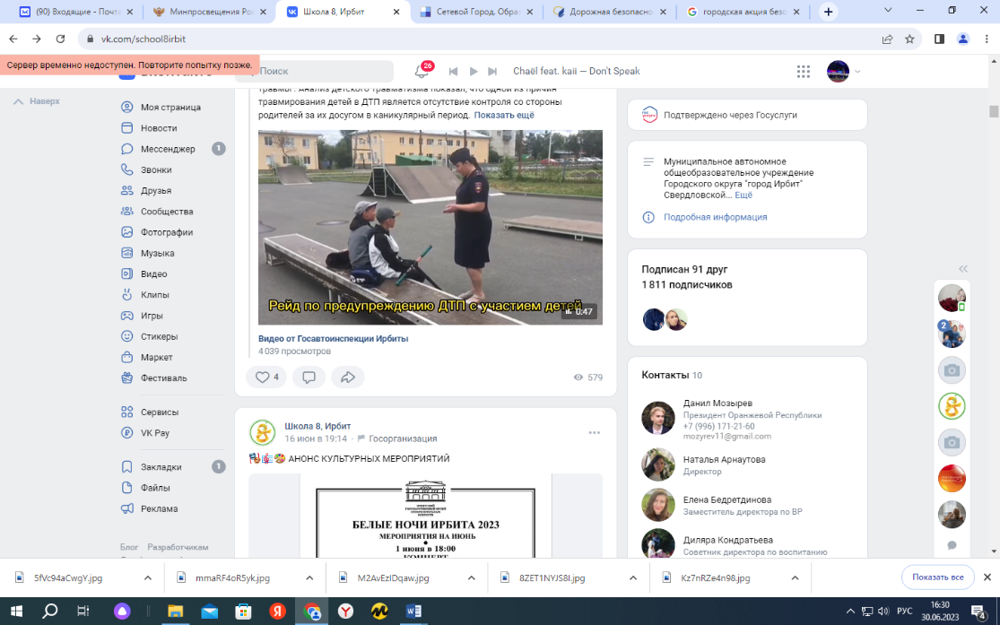 (90) Входящие - Почта
Минпросвещения Рос
Школа 8, Ирбит
Сетевой Город. Образ
Дорожная безопаснос
городская акция безо
vk.com/school8irbit
Сервер временно недоступен. Повторите попытку позже.
Поиск
26
Chaël feat. kaii — Don't Speak
Наверх
Моя страница
Новости
Мессенджер 1
Звонки
Друзья
Сообщества
Фотографии
Музыка
Видео
Клипы
Игры
Стикеры
Маркет
Фестиваль
Сервисы
VK Pay
Закладки 1
Файлы
Реклама
Блог Разработчикам
травмы . Анализ детского травматизма показал, что одной из причин
травмирования детей в ДТП является отсутствие контроля со стороны
родителей за их досугом в каникулярный период. Показать ещё
Рейд по предупреждению ДТП с участием детей
0:47
Видео от Госавтоинспекции Ирбиты
4 039 просмотров
4
579
Школа 8, Ирбит
16 июн в 19:14 · Госорганизация
АНОНС КУЛЬТУРНЫХ МЕРОПРИЯТИЙ
БЕЛЫЕ НОЧИ ИРБИТА 2023
МЕРОПРИЯТИЯ НА ИЮНЬ
1 июня в 18:00
КОНЦЕРТ
Подтверждено через Госуслуги
Муниципальное автономное
общеобразовательное учреждение
Городского округа "город Ирбит"
Свердловской... Ещё
Подробная информация
Подписан 91 друг
1 811 подписчиков
Контакты 10
Данил Мозырев
Президент Оранжевой Республики
+7 (996) 171-21-60
mozyrev11@gmail.com
Наталья Арнаутова
Директор
Елена Бедретдинова
Заместитель директора по ВР
Диляра Кондратьева
Советник директора по воспитанию
2
5fVc94aCwgY.jpg
mmaRF4oR5yk.jpg
M2AvEzIDqaw.jpg
8ZET1NYJS8I.jpg
Kz7nRZe4n98.jpg
Показать все
РУС
16:30
30.06.2023
4